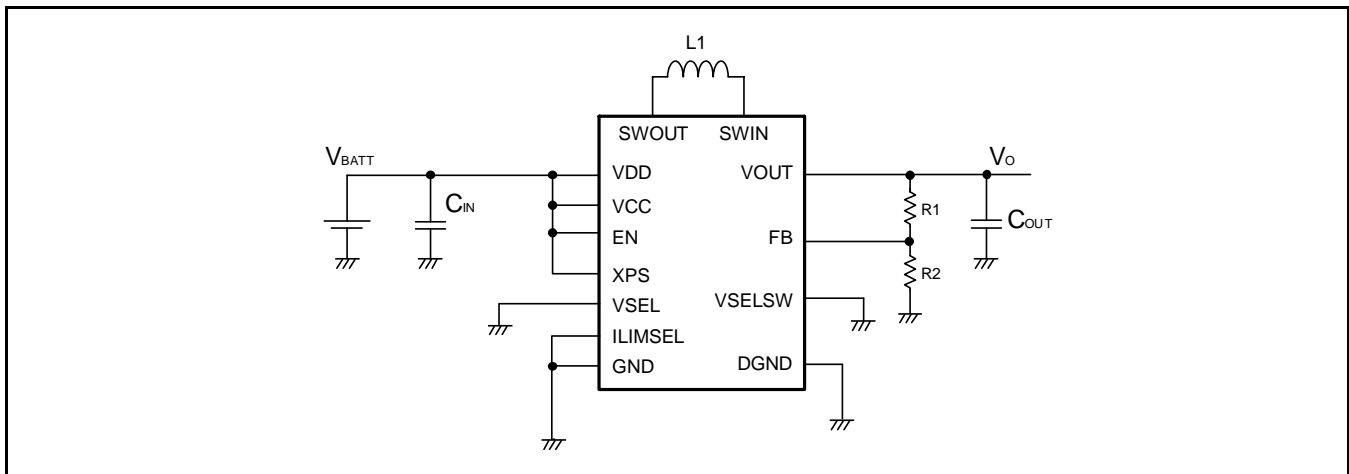 L1
SWOUT SWIN
VBATT
VDD
VOUT
VO
CIN
VCC
R1
COUT
EN
FB
XPS
R2
VSEL
VSELSW
ILIMSEL
GND
DGND